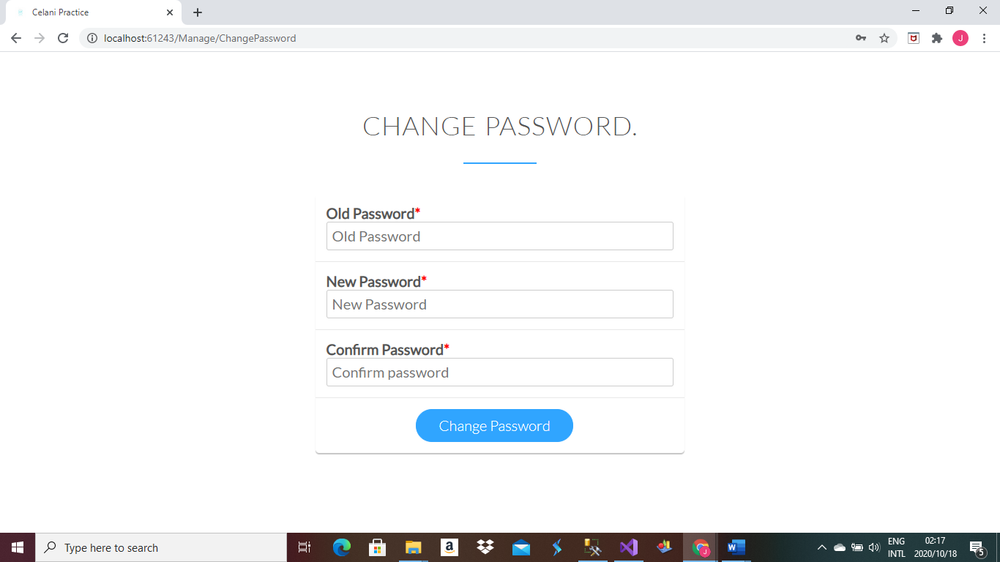 Celani Practice
localhost:61243/Manage/ChangePassword
J
CHANGE PASSWORD.
Old Password*
Old Password
New Password*
New Password
Confirm Password*
Confirm password
Change Password
Type here to search
a
J
W
ENG
INTL
02:17
2020/10/18
5